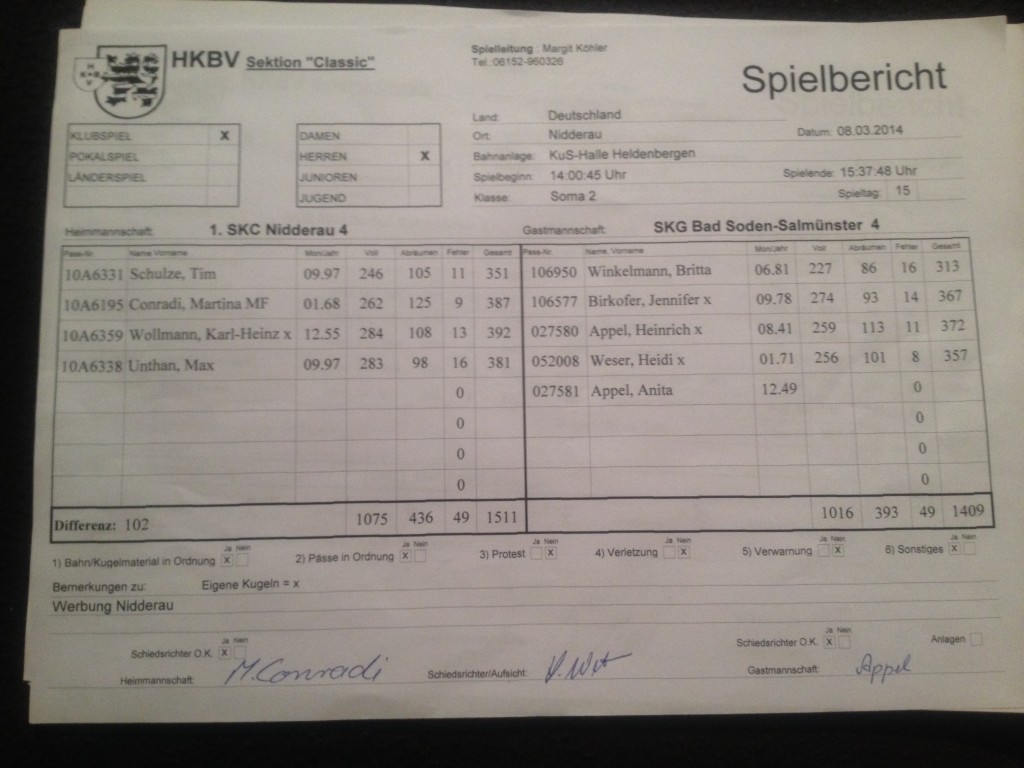 HKBV Sektion "Classic"
Spielleitung : Margit Köhler
Tel.:06152-960326
Spielbericht
KLUBSPIEL X
POKALSPIEL
LÄNDERSPIEL
DAMEN
HERREN X
JUNIOREN
JUGEND
Land: Deutschland
Ort: Nidderau Datum: 08.03.2014
Bahnanlage: KuS-Halle Heldenbergen
Spielbeginn: 14:00:45 Uhr Spielende: 15:37:48 Uhr
Klasse: Soma 2 Spieltag: 15
Heimmannschaft: 1. SKC Nidderau 4 Gastmannschaft: SKG Bad Soden-Salmünster 4
Pass-Nr. Name Vorname Mon/Jahr Voll Abräumen Fehler Gesamt Pass-Nr. Name, Vorname Mon/Jahr Voll Abräumen Fehler Gesamt
10A6331 Schulze, Tim 09.97 246 105 11 351 106950 Winkelmann, Britta 06.81 227 86 16 313
10A6195 Conradi, Martina MF 01.68 262 125 9 387 106577 Birkofer, Jennifer x 09.78 274 93 14 367
10A6359 Wollmann, Karl-Heinz x 12.55 284 108 13 392 027580 Appel, Heinrich x 08.41 259 113 11 372
10A6338 Unthan, Max 09.97 283 98 16 381 052008 Weser, Heidi x 01.71 256 101 8 357
0 027581 Appel, Anita 12.49 0
0 0
0 0
0 0
Differenz: 102 1075 436 49 1511 1016 393 49 1409
1) Bahn/Kugelmaterial in Ordnung Ja Nein X 2) Pässe in Ordnung Ja Nein X 3) Protest Ja Nein X 4) Verletzung Ja Nein X 5) Verwarnung Ja Nein X 6) Sonstiges Ja Nein X
Bemerkungen zu: Eigene Kugeln = x
Werbung Nidderau
Schiedsrichter O.K. Ja Nein X Schiedsrichter O.K. Ja Nein X Anlagen
Heimmannschaft: M. Conradi Schiedsrichter/Aufsicht: Gastmannschaft: Appel